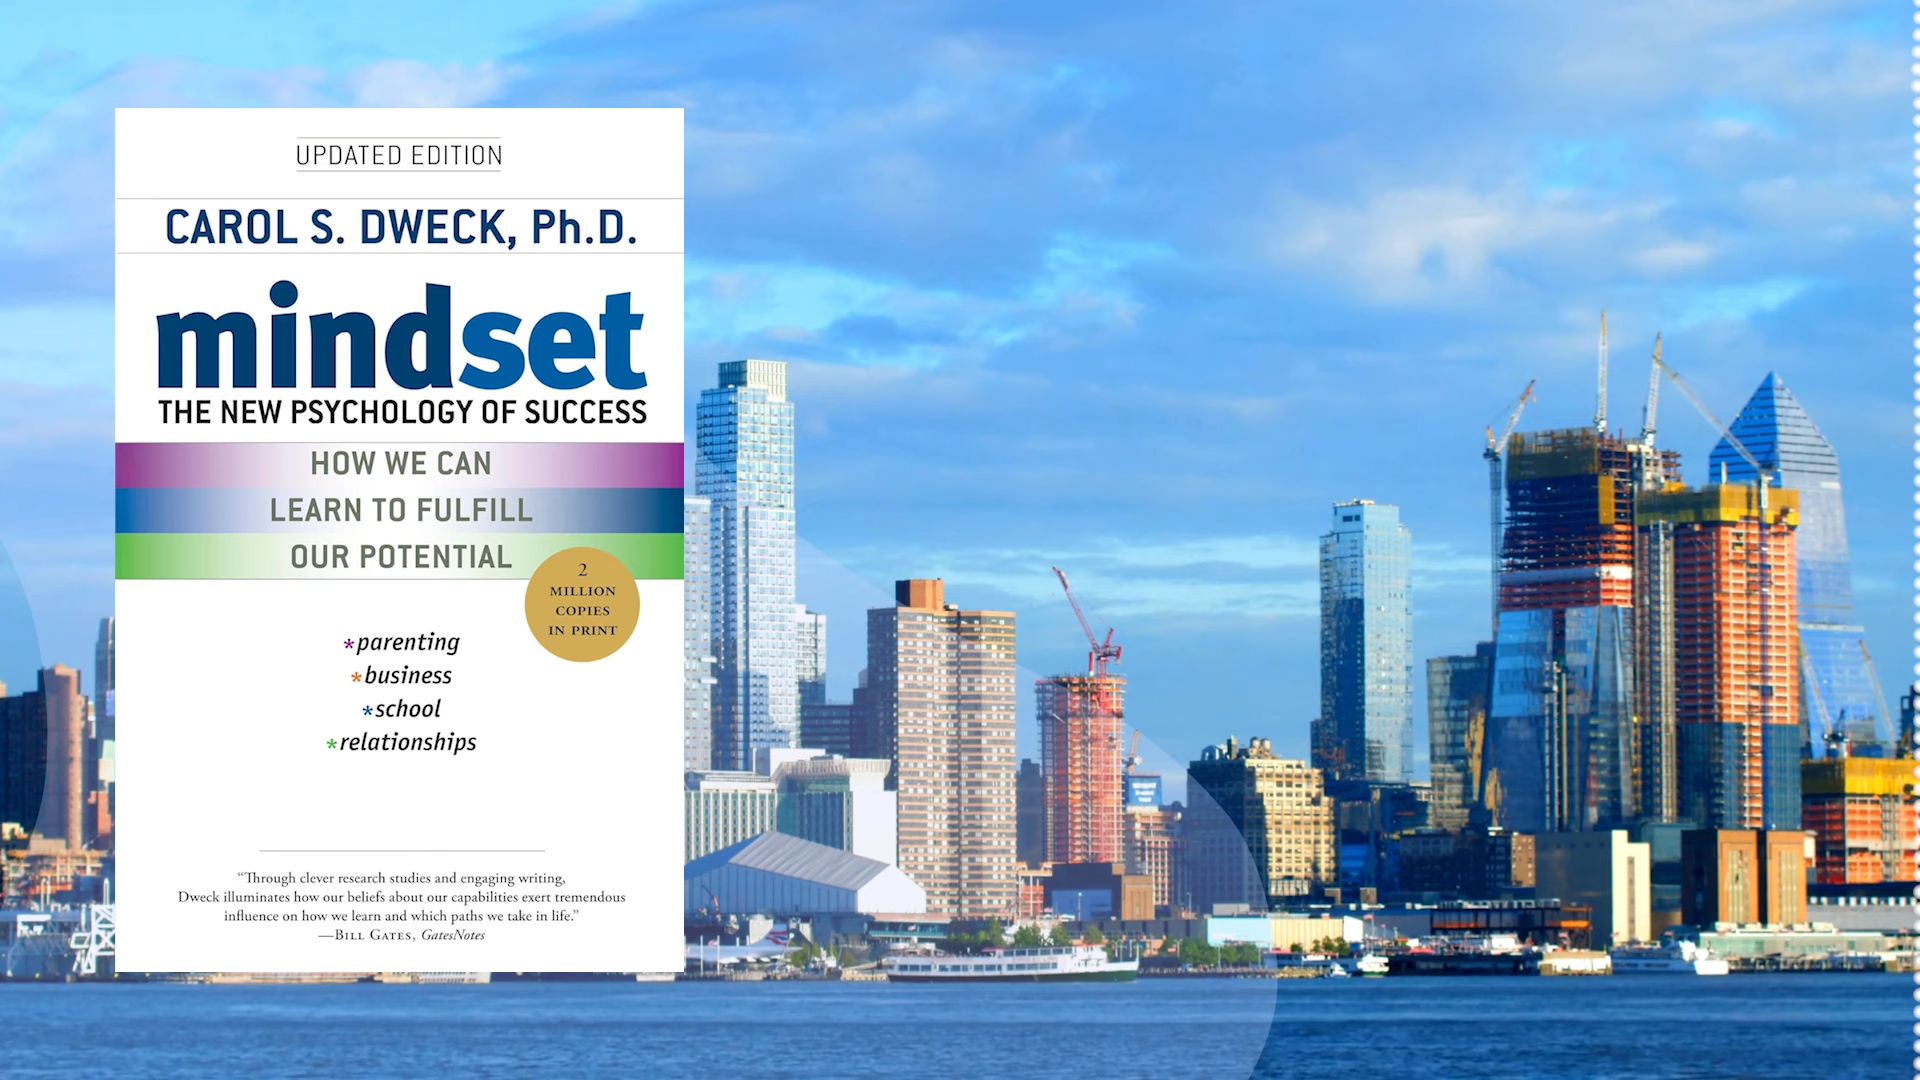 UPDATED EDITION
CAROL S. DWECK, Ph.D.
mindset
THE NEW PSYCHOLOGY OF SUCCESS
HOW WE CAN
LEARN TO FULFILL
OUR POTENTIAL
2
MILLION
COPIES
IN PRINT
*parenting
*business
*school
*relationships
“Through clever research studies and engaging writing,
Dweck illuminates how our beliefs about our capabilities exert tremendous
influence on how we learn and which paths we take in life.”
—BILL GATES, GatesNotes